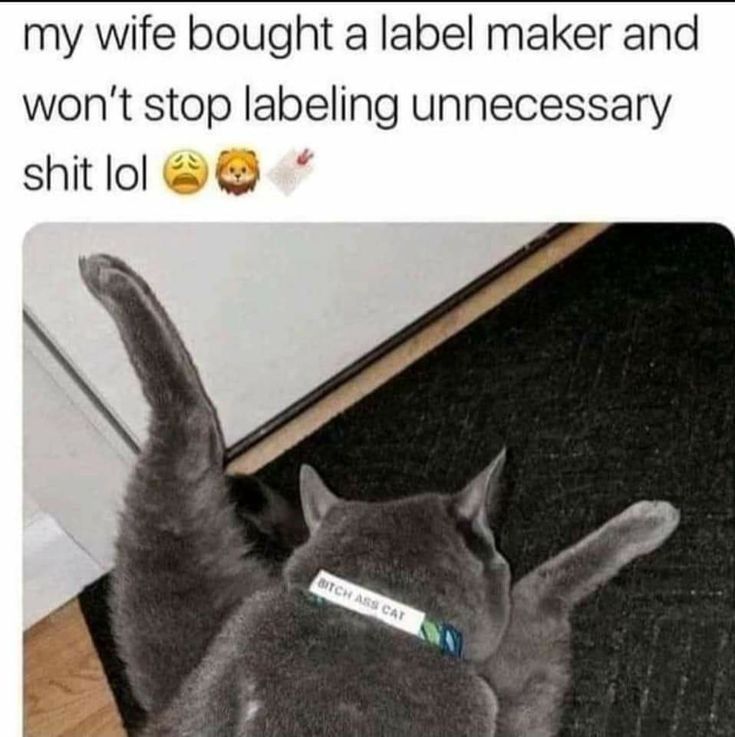 my wife bought a label maker and
won't stop labeling unnecessary
shit lol 😩🦁💌
BITCH ASS CAT